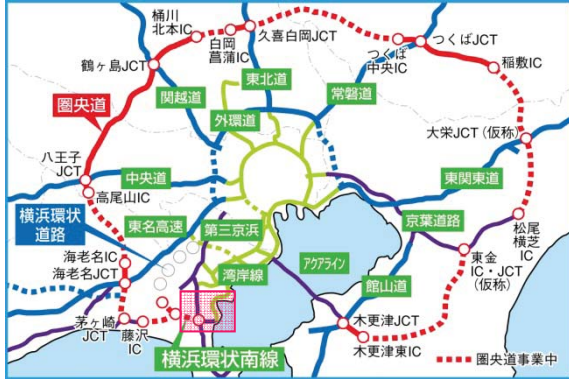 桶川
北本IC
白岡
菖蒲IC
久喜白岡JCT
つくばJCT
つくば
中央IC
稲敷IC
鶴ヶ島JCT
東北道
常磐道
関越道
外環道
圏央道
大栄JCT(仮称)
八王子
JCT
中央道
東関東道
高尾山IC
横浜環状
道路
東名高速
第三京浜
京葉道路
松尾
横芝
IC
海老名IC
海老名JCT
湾岸線
アクアライン
東金
IC・JCT
(仮称)
館山道
茅ヶ崎
JCT
藤沢
IC
木更津JCT
木更津東IC
横浜環状南線
圏央道事業中